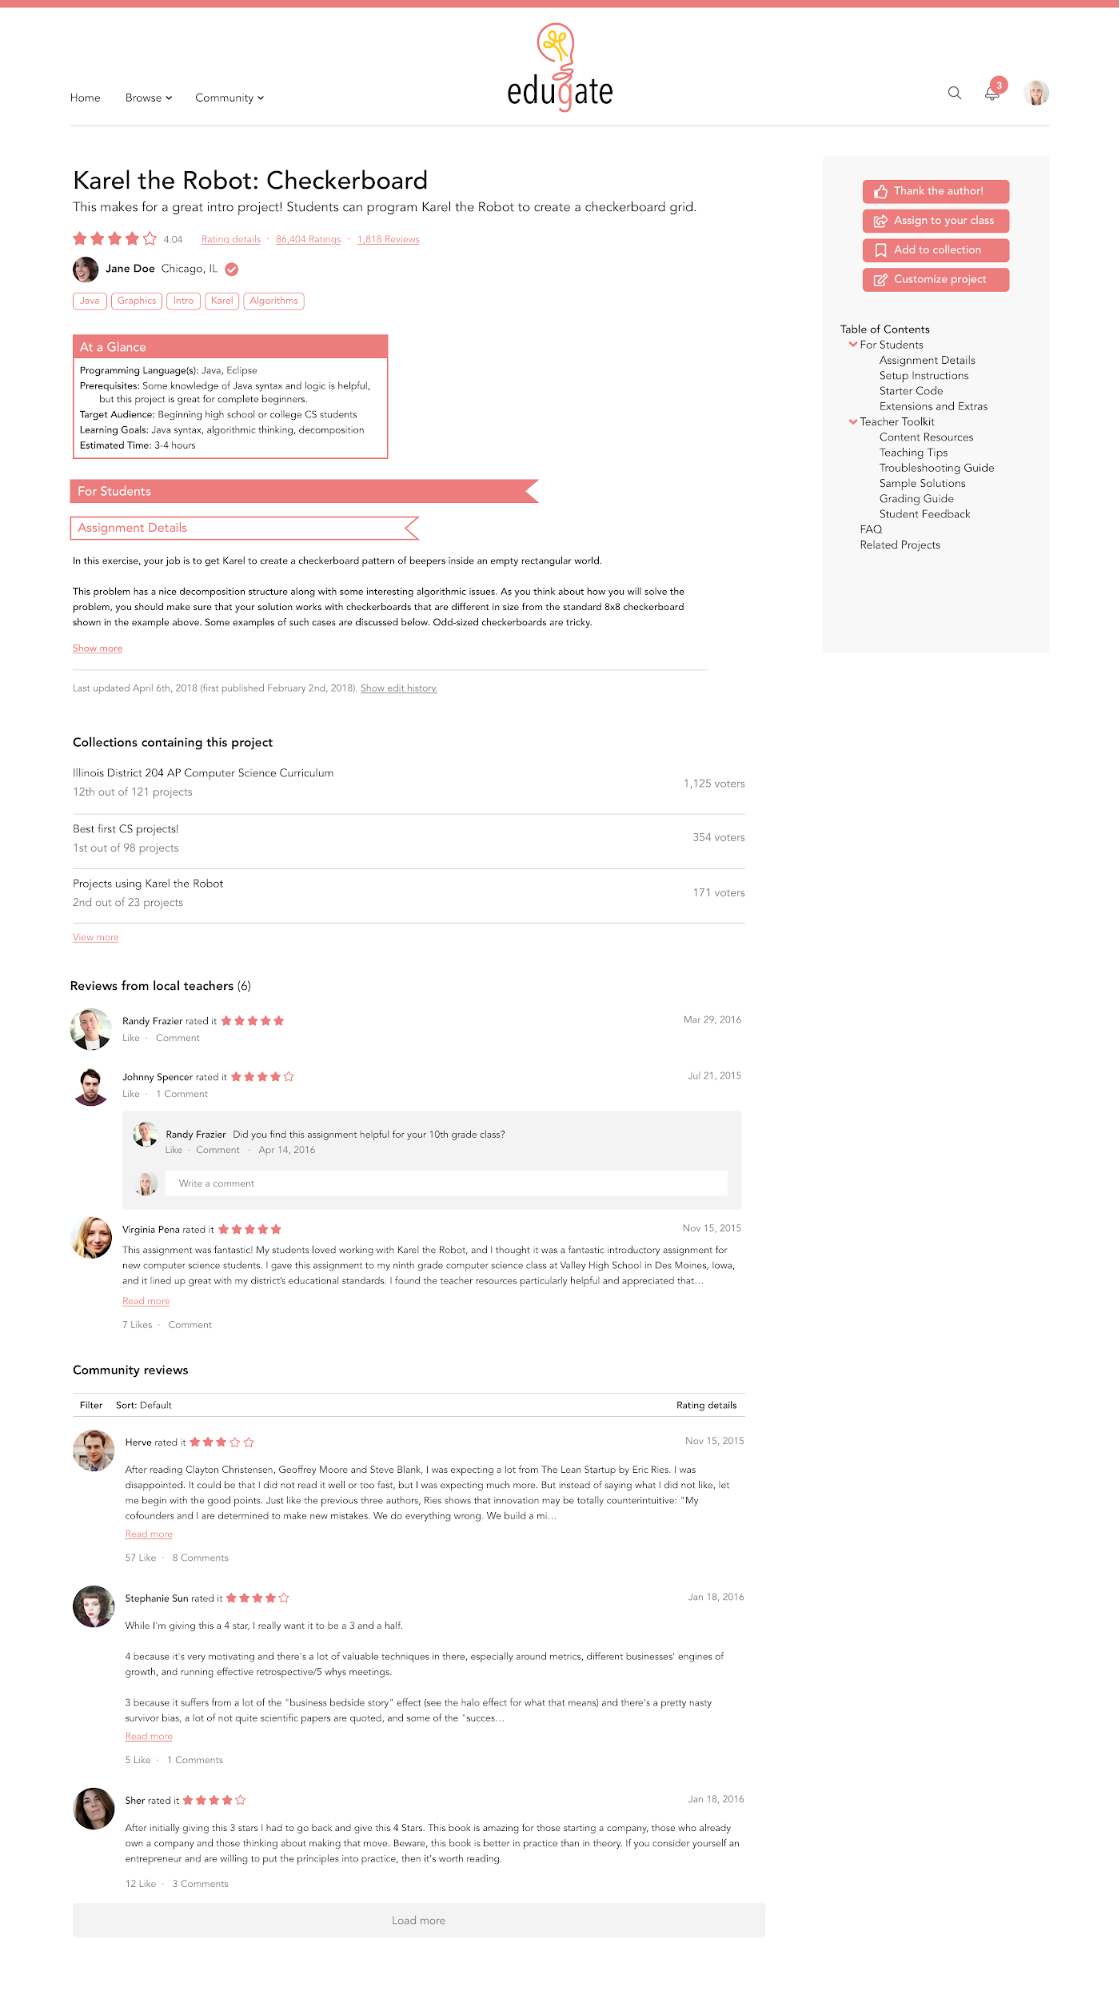 edugate
Home Browse Community
3
Karel the Robot: Checkerboard
This makes for a great intro project! Students can program Karel the Robot to create a checkerboard grid.
4.04 Rating details · 86,404 Ratings · 1,818 Reviews
Jane Doe Chicago, IL
Java Graphics Intro Karel Algorithms
At a Glance
Programming Language(s): Java, Eclipse
Prerequisites: Some knowledge of Java syntax and logic is helpful,
but this project is great for complete beginners.
Target Audience: Beginning high school or college CS students
Learning Goals: Java syntax, algorithmic thinking, decomposition
Estimated Time: 3-4 hours
For Students
Assignment Details
In this exercise, your job is to get Karel to create a checkerboard pattern of beepers inside an empty rectangular world.
This problem has a nice decomposition structure along with some interesting algorithmic issues. As you think about how you will solve the
problem, you should make sure that your solution works with checkerboards that are different in size from the standard 8x8 checkerboard
shown in the example above. Some examples of such cases are discussed below. Odd-sized checkerboards are tricky.
Show more
Last updated April 6th, 2018 (first published February 2nd, 2018). Show edit history.
Thank the author!
Assign to your class
Add to collection
Customize project
Table of Contents
For Students
Assignment Details
Setup Instructions
Starter Code
Extensions and Extras
Teacher Toolkit
Content Resources
Teaching Tips
Troubleshooting Guide
Sample Solutions
Grading Guide
Student Feedback
FAQ
Related Projects
Collections containing this project
Illinois District 204 AP Computer Science Curriculum
12th out of 121 projects
1,125 voters
Best first CS projects!
1st out of 98 projects
354 voters
Projects using Karel the Robot
2nd out of 23 projects
171 voters
View more
Reviews from local teachers (6)
Randy Frazier rated it Mar 29, 2016
Like · Comment
Johnny Spencer rated it Jul 21, 2015
Like · 1 Comment
Randy Frazier Did you find this assignment helpful for your 10th grade class?
Like · Comment · Apr 14, 2016
Write a comment
Virginia Pena rated it Nov 15, 2015
This assignment was fantastic! My students loved working with Karel the Robot, and I thought it was a fantastic introductory assignment for
new computer science students. I gave this assignment to my ninth grade computer science class at Valley High School in Des Moines, Iowa,
and it lined up great with my district's educational standards. I found the teacher resources particularly helpful and appreciated that...
Read more
7 Likes · Comment
Community reviews
Filter Sort: Default Rating details
Herve rated it Nov 15, 2015
After reading Clayton Christensen, Geoffrey Moore and Steve Blank, I was expecting a lot from The Lean Startup by Eric Ries. I was
disappointed. It could be that I did not read it well or too fast, but I was expecting much more. But instead of saying what I did not like, let
me begin with the good points. Just like the previous three authors, Ries shows that innovation may be totally counterintuitive: "My
cofounders and I are determined to make new mistakes. We do everything wrong. We build a mi...
Read more
57 Like · 8 Comments
Stephanie Sun rated it Jan 18, 2016
While I'm giving this a 4 star, I really want it to be a 3 and a half.
4 because it's very motivating and there's a lot of valuable techniques in there, especially around metrics, different businesses' engines of
growth, and running effective retrospective/5 whys meetings.
3 because it suffers from a lot of the "business bedside story" effect (see the halo effect for what that means) and there's a pretty nasty
survivor bias, a lot of not quite scientific papers are quoted, and some of the "succes...
Read more
5 Like · 1 Comments
Sher rated it Jan 18, 2016
After initially giving this 3 stars I had to go back and give this 4 Stars. This book is amazing for those starting a company, those who already
own a company and those thinking about making that move. Beware, this book is better in practice than in theory. If you consider yourself an
entrepreneur and are willing to put the principles into practice, then it's worth reading.
12 Like · 3 Comments
Load more